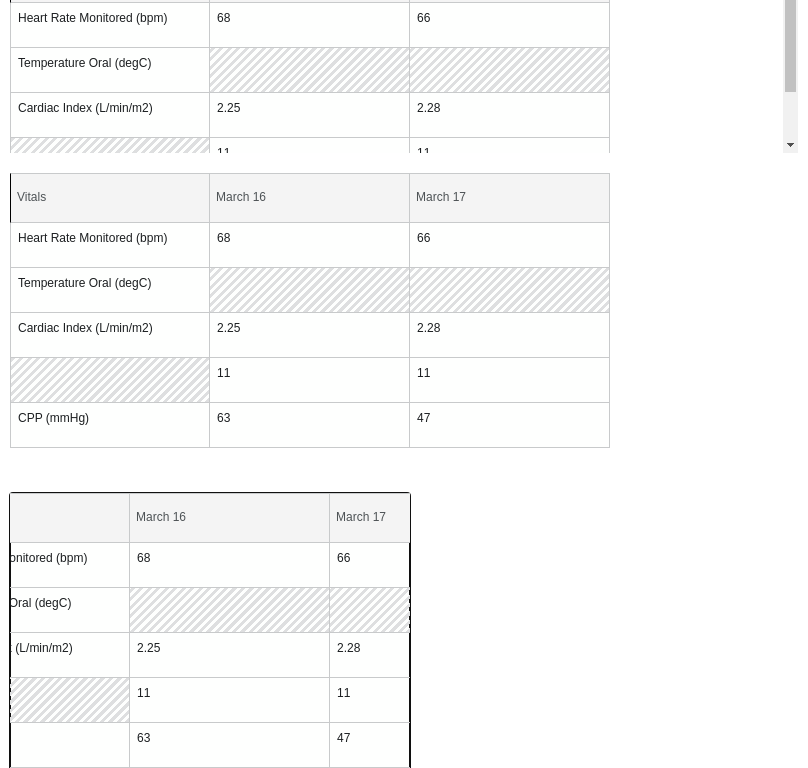 Heart Rate Monitored (bpm) 68 66
Temperature Oral (degC)
Cardiac Index (L/min/m2) 2.25 2.28
11 11
Vitals March 16 March 17
Heart Rate Monitored (bpm) 68 66
Temperature Oral (degC)
Cardiac Index (L/min/m2) 2.25 2.28
11 11
CPP (mmHg) 63 47
March 16 March 17
onitored (bpm) 68 66
Oral (degC)
(L/min/m2) 2.25 2.28
11 11
63 47